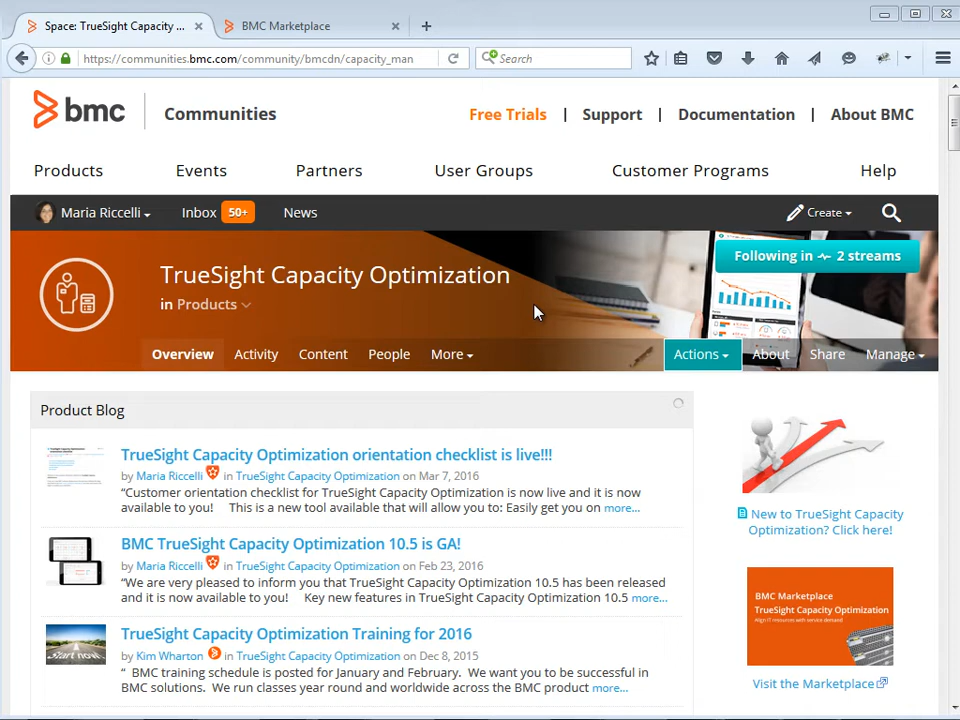 Space: TrueSight Capacity ...
BMC Marketplace
https://communities.bmc.com/community/bmcdn/capacity_man
Search
bmc
Communities
Free Trials | Support | Documentation | About BMC
Products Events Partners User Groups Customer Programs Help
Maria Riccelli Inbox 50+ News Create
TrueSight Capacity Optimization
Following in 2 streams
in Products
Overview Activity Content People More Actions About Share Manage
Product Blog
TrueSight Capacity Optimization orientation checklist is live!!!
by Maria Riccelli in TrueSight Capacity Optimization on Mar 7, 2016
“Customer orientation checklist for TrueSight Capacity Optimization is now live and it is now
available to you! This is a new tool available that will allow you to: Easily get you on more...
BMC TrueSight Capacity Optimization 10.5 is GA!
by Maria Riccelli in TrueSight Capacity Optimization on Feb 23, 2016
“We are very pleased to inform you that TrueSight Capacity Optimization 10.5 has been released
and it is now available to you! Key new features in TrueSight Capacity Optimization 10.5 more...
Start now
TrueSight Capacity Optimization Training for 2016
by Kim Wharton in TrueSight Capacity Optimization on Dec 8, 2015
“ BMC training schedule is posted for January and February. We want you to be successful in
BMC solutions. We run classes year round and worldwide across the BMC product more...
New to TrueSight Capacity
Optimization? Click here!
BMC Marketplace
TrueSight Capacity Optimization
Align IT resources with service demand
Visit the Marketplace